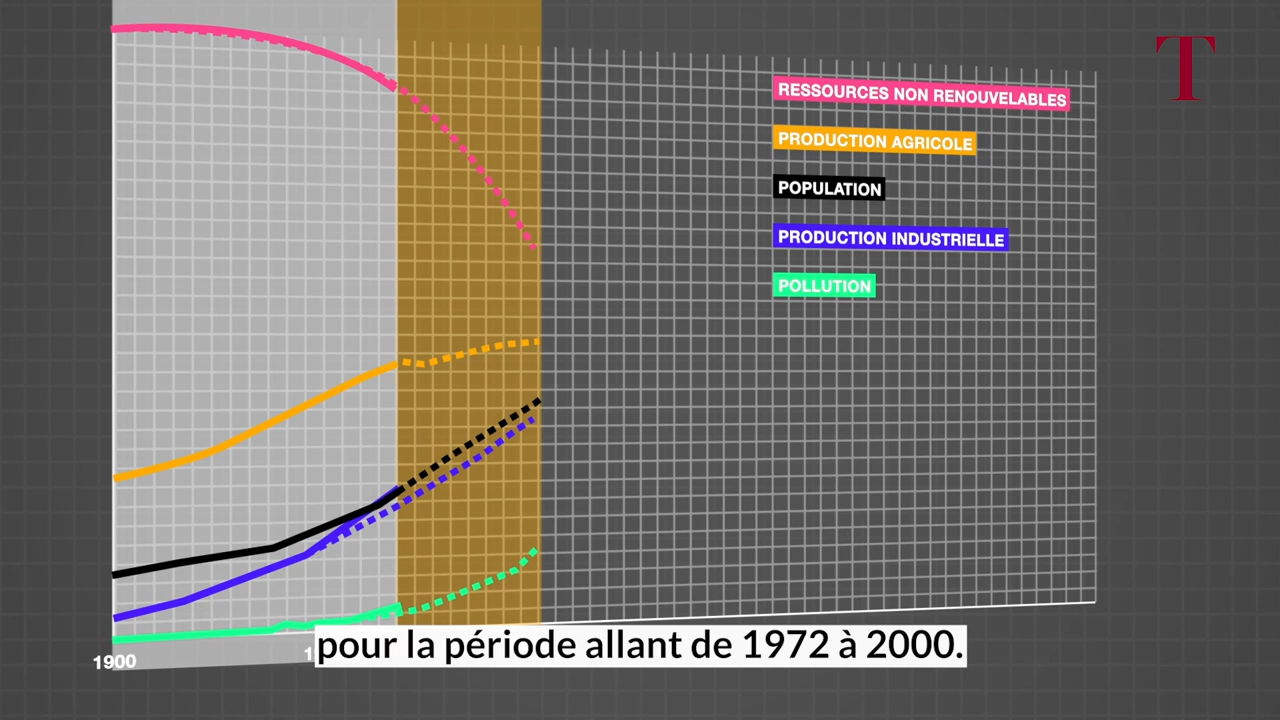 T
RESSOURCES NON RENOUVELABLES
PRODUCTION AGRICOLE
POPULATION
PRODUCTION INDUSTRIELLE
POLLUTION
1900
pour la période allant de 1972 à 2000.